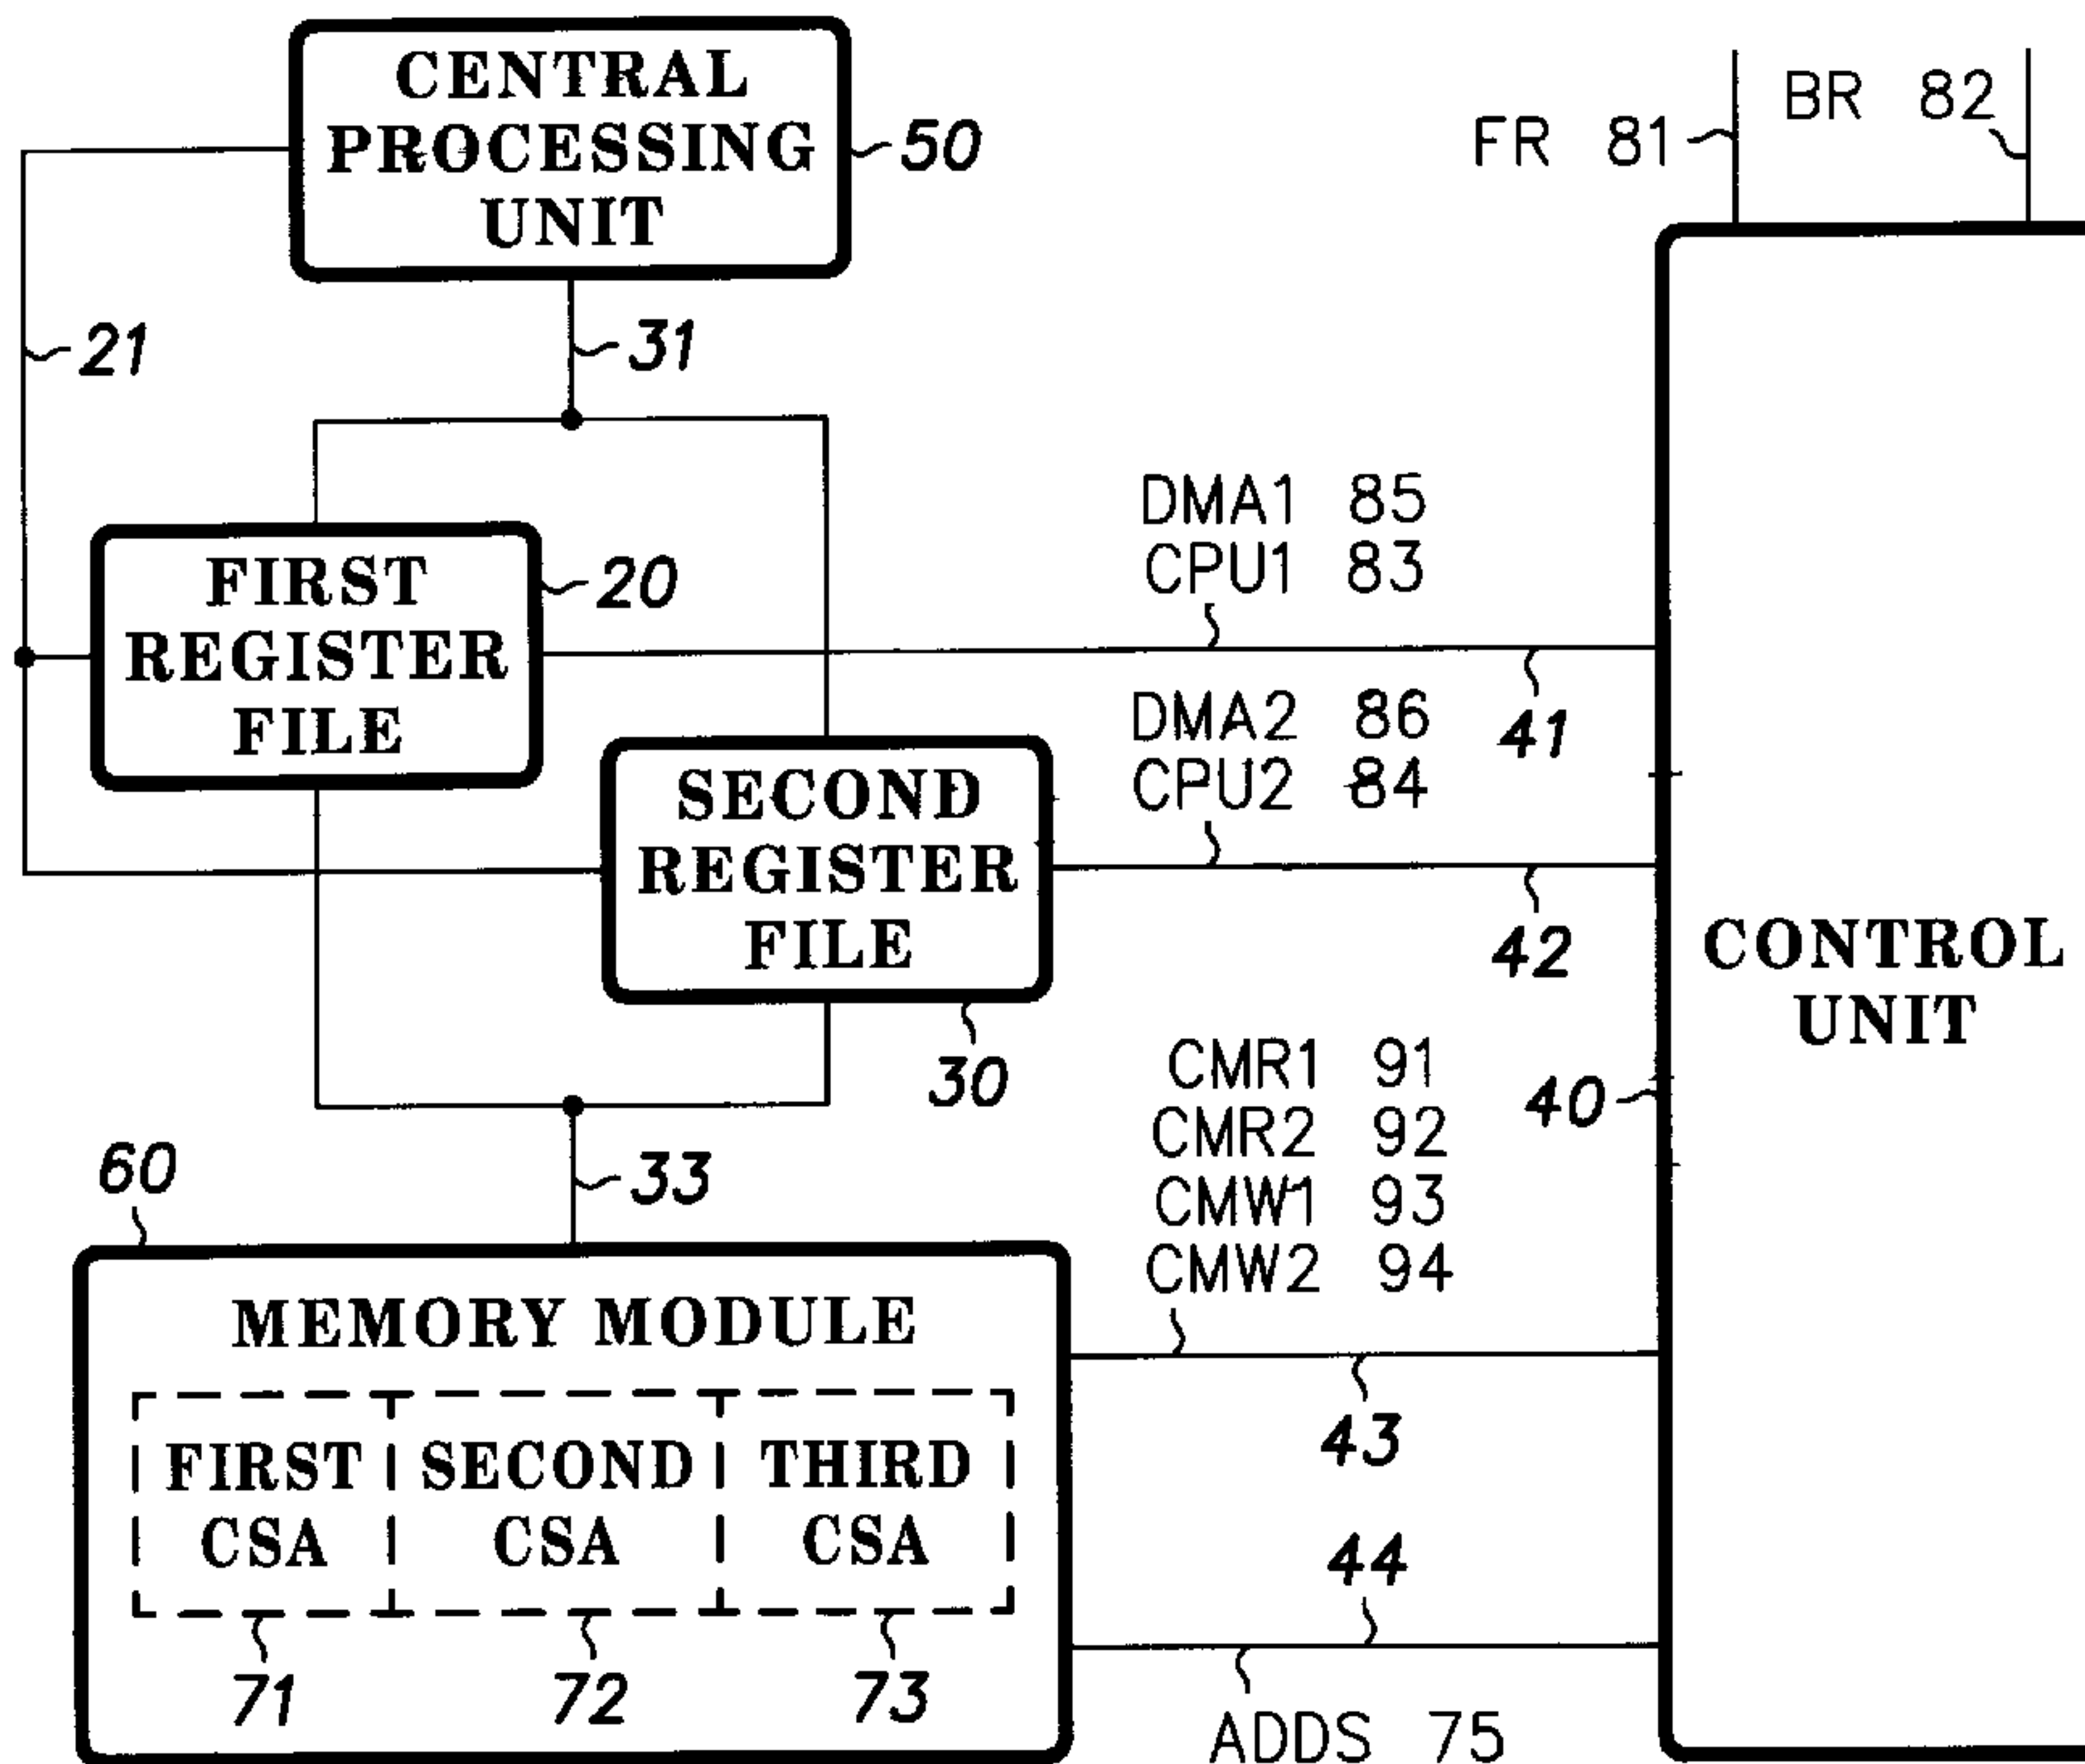 CENTRAL
PROCESSING
UNIT
50
FR 81
BR 82
21
31
FIRST
REGISTER
FILE
20
DMA1 85
CPU1 83
41
SECOND
REGISTER
FILE
30
DMA2 86
CPU2 84
42
CONTROL
UNIT
40
CMR1 91
CMR2 92
CMW1 93
CMW2 94
43
33
60
MEMORY MODULE
FIRST
CSA
SECOND
CSA
THIRD
CSA
71
72
73
44
ADDS 75